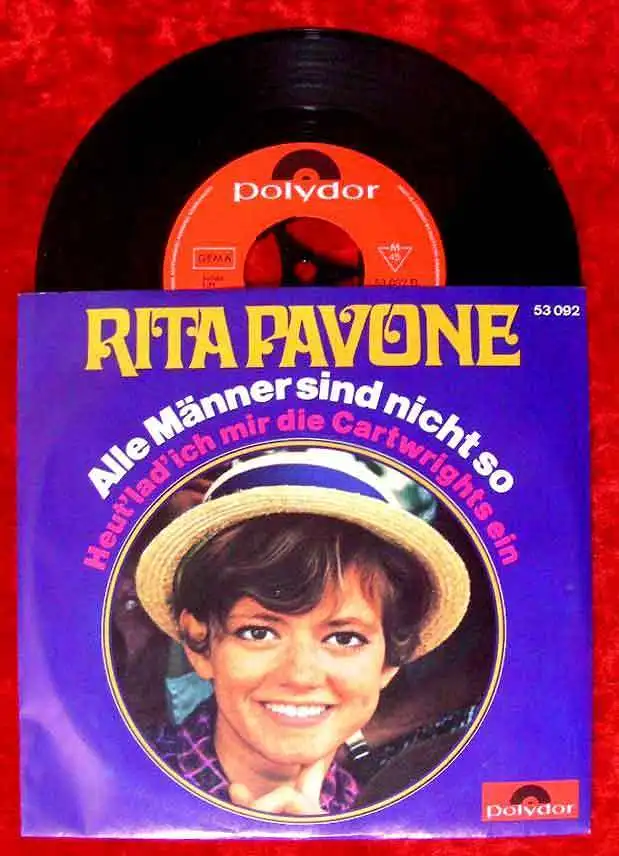 polydor
GEMA
M
45
RITA PAVONE
53 092
Alle Männer sind nicht so
Heut' lad' ich mir die Cartwrights ein
polydor